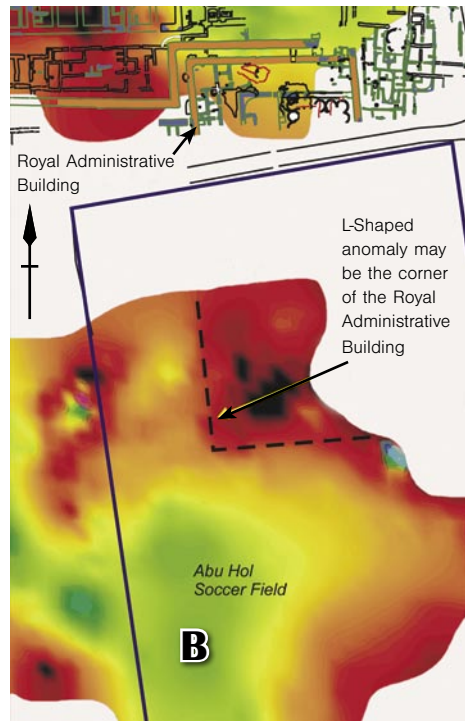 Royal Administrative
Building
L-Shaped
anomaly may
be the corner
of the Royal
Administrative
Building
Abu Hol
Soccer Field
B